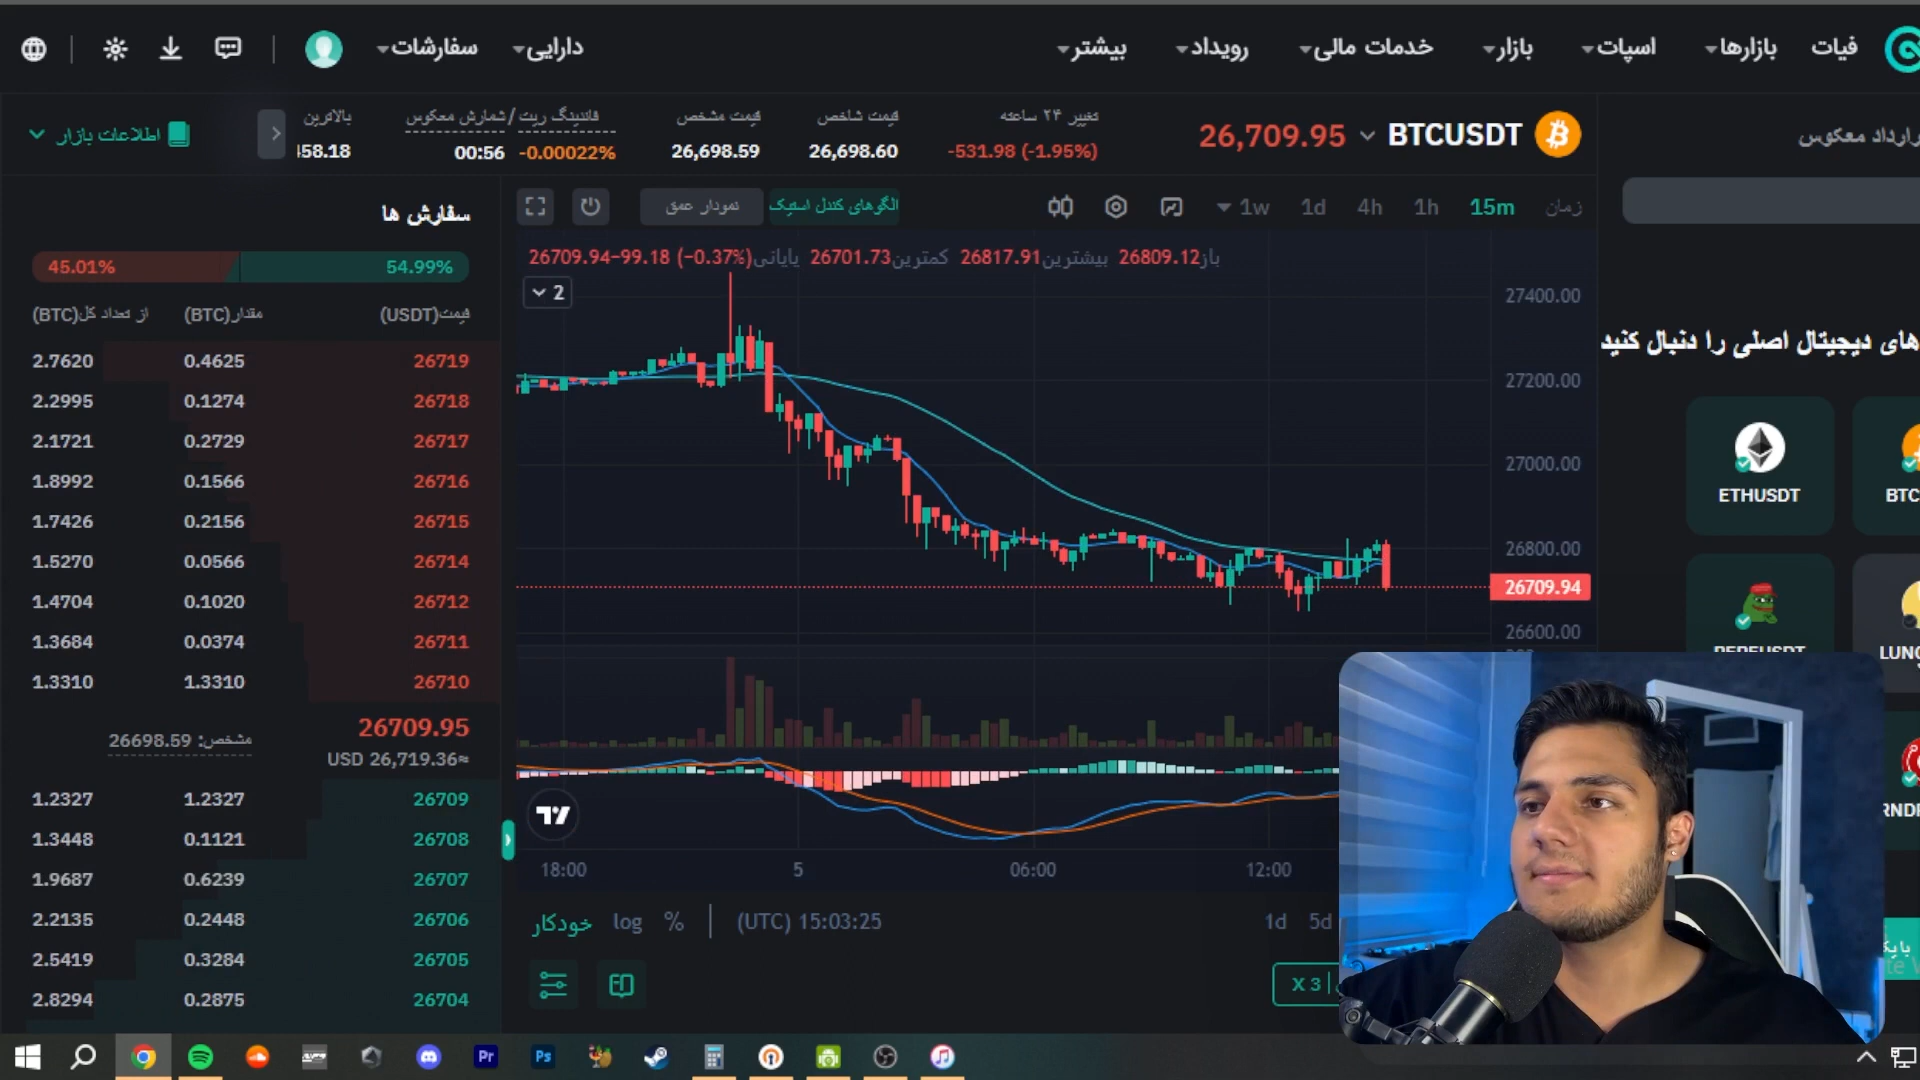 فیات
بازارها
اسپات
بازار
خدمات مالی
رویداد
بیشتر
دارایی
سفارشات
BTCUSDT
26,709.95
تغییر ۲۴ ساعته
-531.98 (-1.95%)
قیمت شاخص
26,698.60
قیمت مشخص
26,698.59
فاندینگ ریت / شمارش معکوس
-0.00022%
00:56
بالاترین
158.18
اطلاعات بازار
معکوس
سفارش ها
45.01%
54.99%
قیمت(USDT)
مقدار(BTC)
از تعداد کل(BTC)
2.7620 0.4625 26719
2.2995 0.1274 26718
2.1721 0.2729 26717
1.8992 0.1566 26716
1.7426 0.2156 26715
1.5270 0.0566 26714
1.4704 0.1020 26712
1.3684 0.0374 26711
1.3310 1.3310 26710
26709.95
مشخص: 26698.59
USD 26,719.36≈
1.2327 1.2327 26709
1.3448 0.1121 26708
1.9687 0.6239 26707
2.2135 0.2448 26706
2.5419 0.3284 26705
2.8294 0.2875 26704
نمودار عمق
الگوهای کندل استیک
1w 1d 4h 1h 15m زمان
باز26809.12 بیشترین26817.91 کمترین26701.73 پایانی26709.94 −99.18 (−0.37%)
2
27400.00
27200.00
27000.00
26800.00
26709.94
26600.00
18:00 5 06:00 12:00
خودکار log % (UTC) 15:03:25
1d 5d
X 3
های دیجیتال اصلی را دنبال کنید
ETHUSDT
BTC
PEPEUSDT
LUNC
RNDR
Pr
Ps